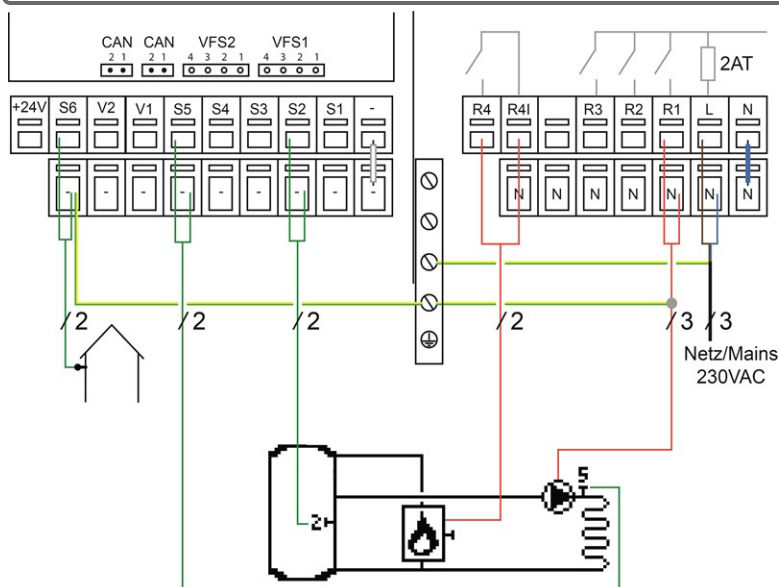 CAN CAN VFS2 VFS1
2 1 2 1 4 3 2 1 4 3 2 1
2AT
+24V S6 V2 V1 S5 S4 S3 S2 S1 - R4 R4I R3 R2 R1 L N
- - - - - - - - - N N N N N N N
2 2 2 2 3 3
Netz/Mains
230VAC
5
2